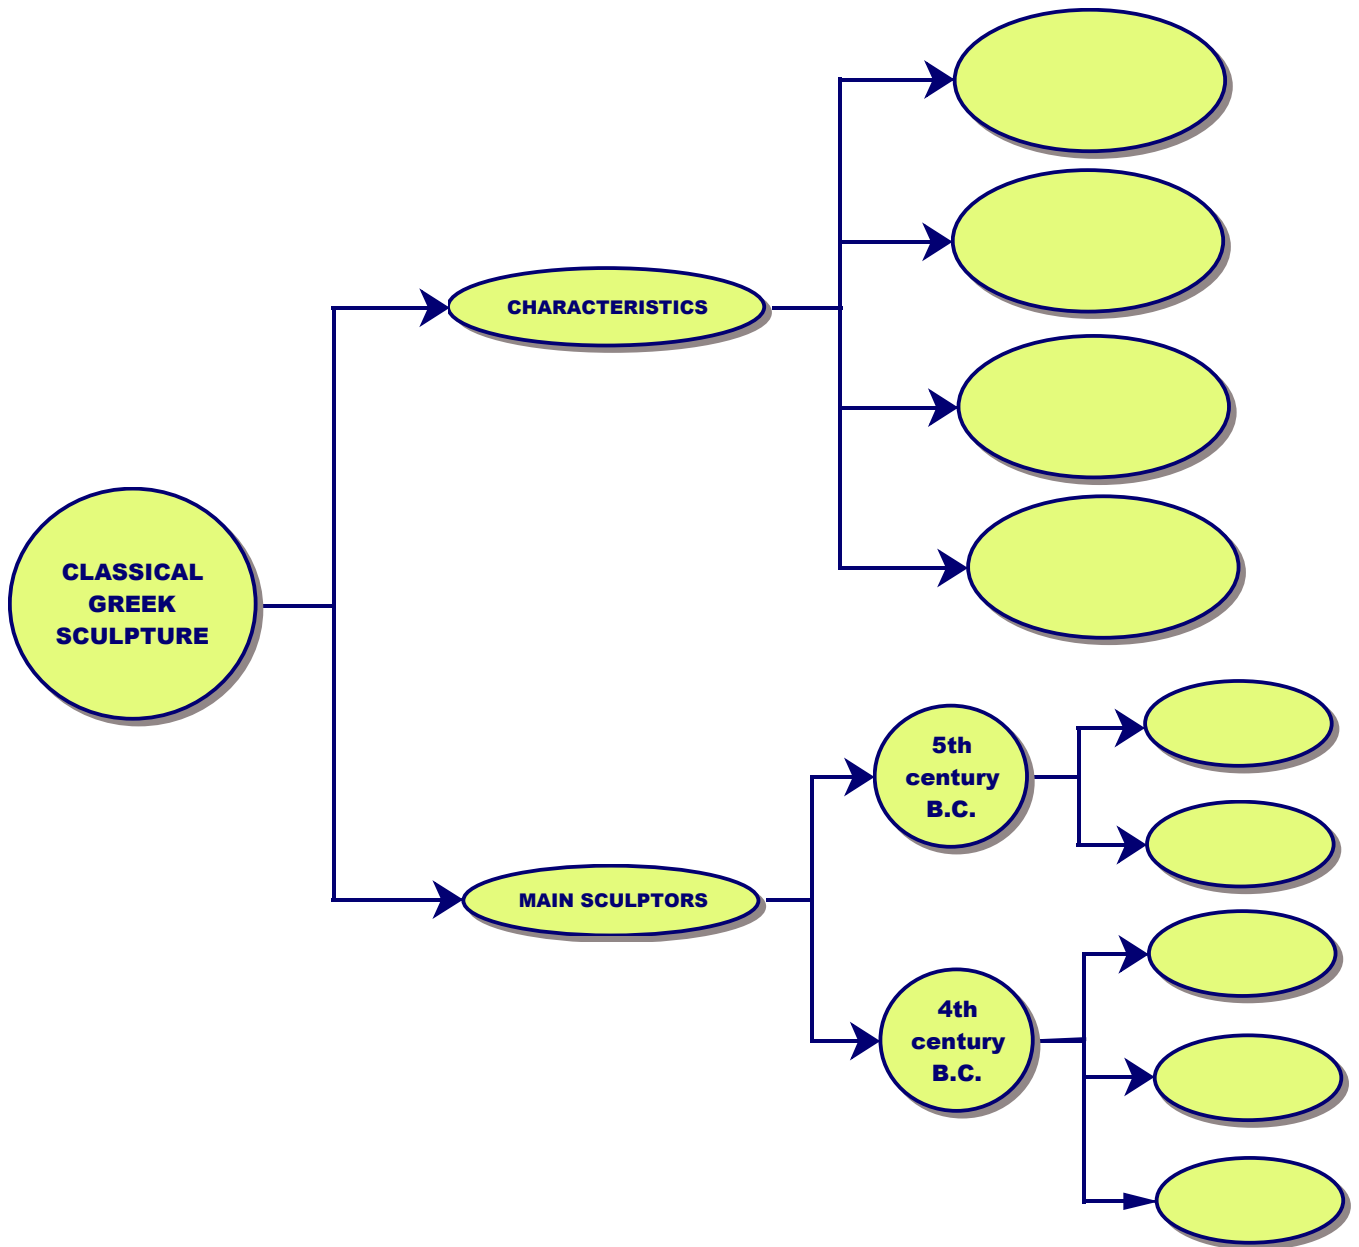 CHARACTERISTICS
CLASSICAL
GREEK
SCULPTURE
5th
century
B.C.
MAIN SCULPTORS
4th
century
B.C.